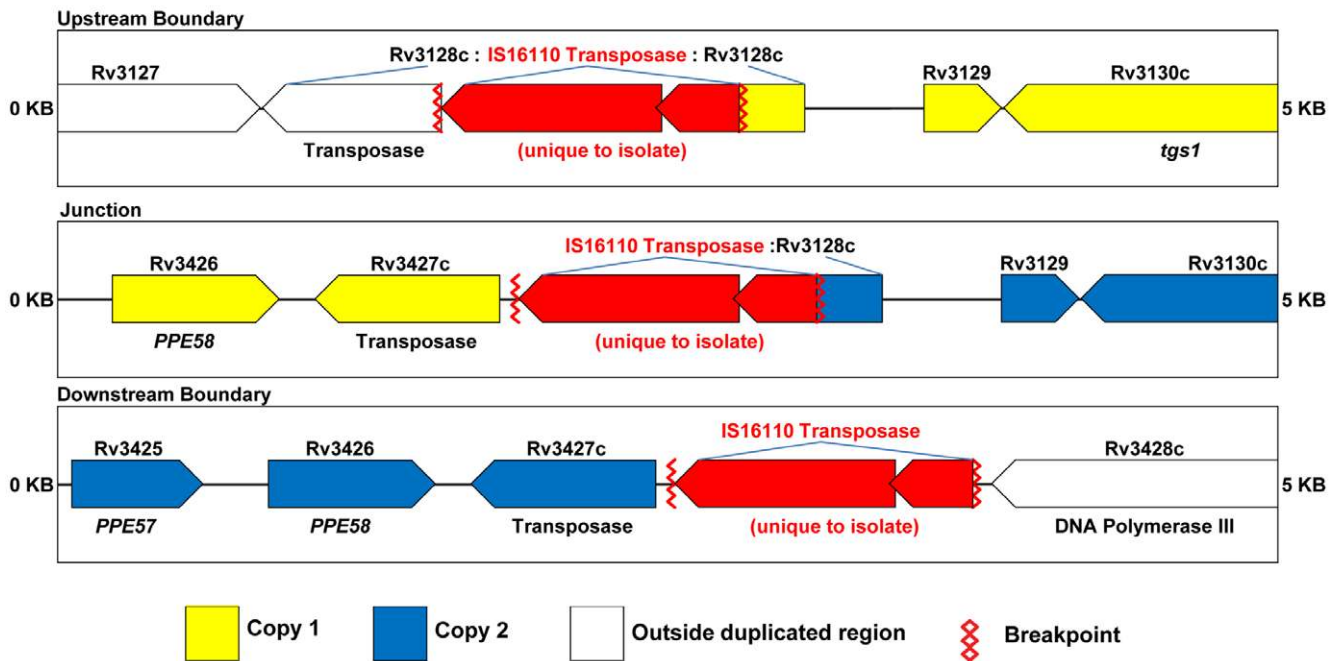 Upstream Boundary
Rv3128c : IS16110 Transposase : Rv3128c
Rv3127 Rv3129 Rv3130c
0 KB 5 KB
Transposase (unique to isolate) tgs1
Junction
IS16110 Transposase :Rv3128c
Rv3426 Rv3427c Rv3129 Rv3130c
0 KB 5 KB
PPE58 Transposase (unique to isolate)
Downstream Boundary
IS16110 Transposase
Rv3425 Rv3426 Rv3427c Rv3428c
0 KB 5 KB
PPE57 PPE58 Transposase (unique to isolate) DNA Polymerase III
Copy 1 Copy 2 Outside duplicated region Breakpoint